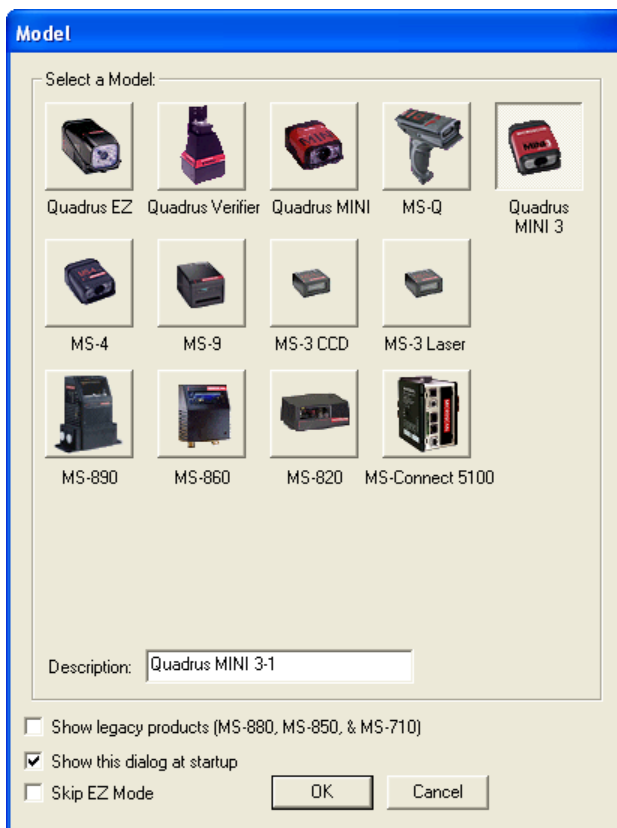 Model
Select a Model:
Quadrus EZ
Quadrus Verifier
Quadrus MINI
MS-Q
Quadrus
MINI 3
MS-4
MS-9
MS-3 CCD
MS-3 Laser
MS-890
MS-860
MS-820
MS-Connect 5100
Description: Quadrus MINI 3-1
Show legacy products (MS-880, MS-850, & MS-710)
Show this dialog at startup
Skip EZ Mode
OK
Cancel